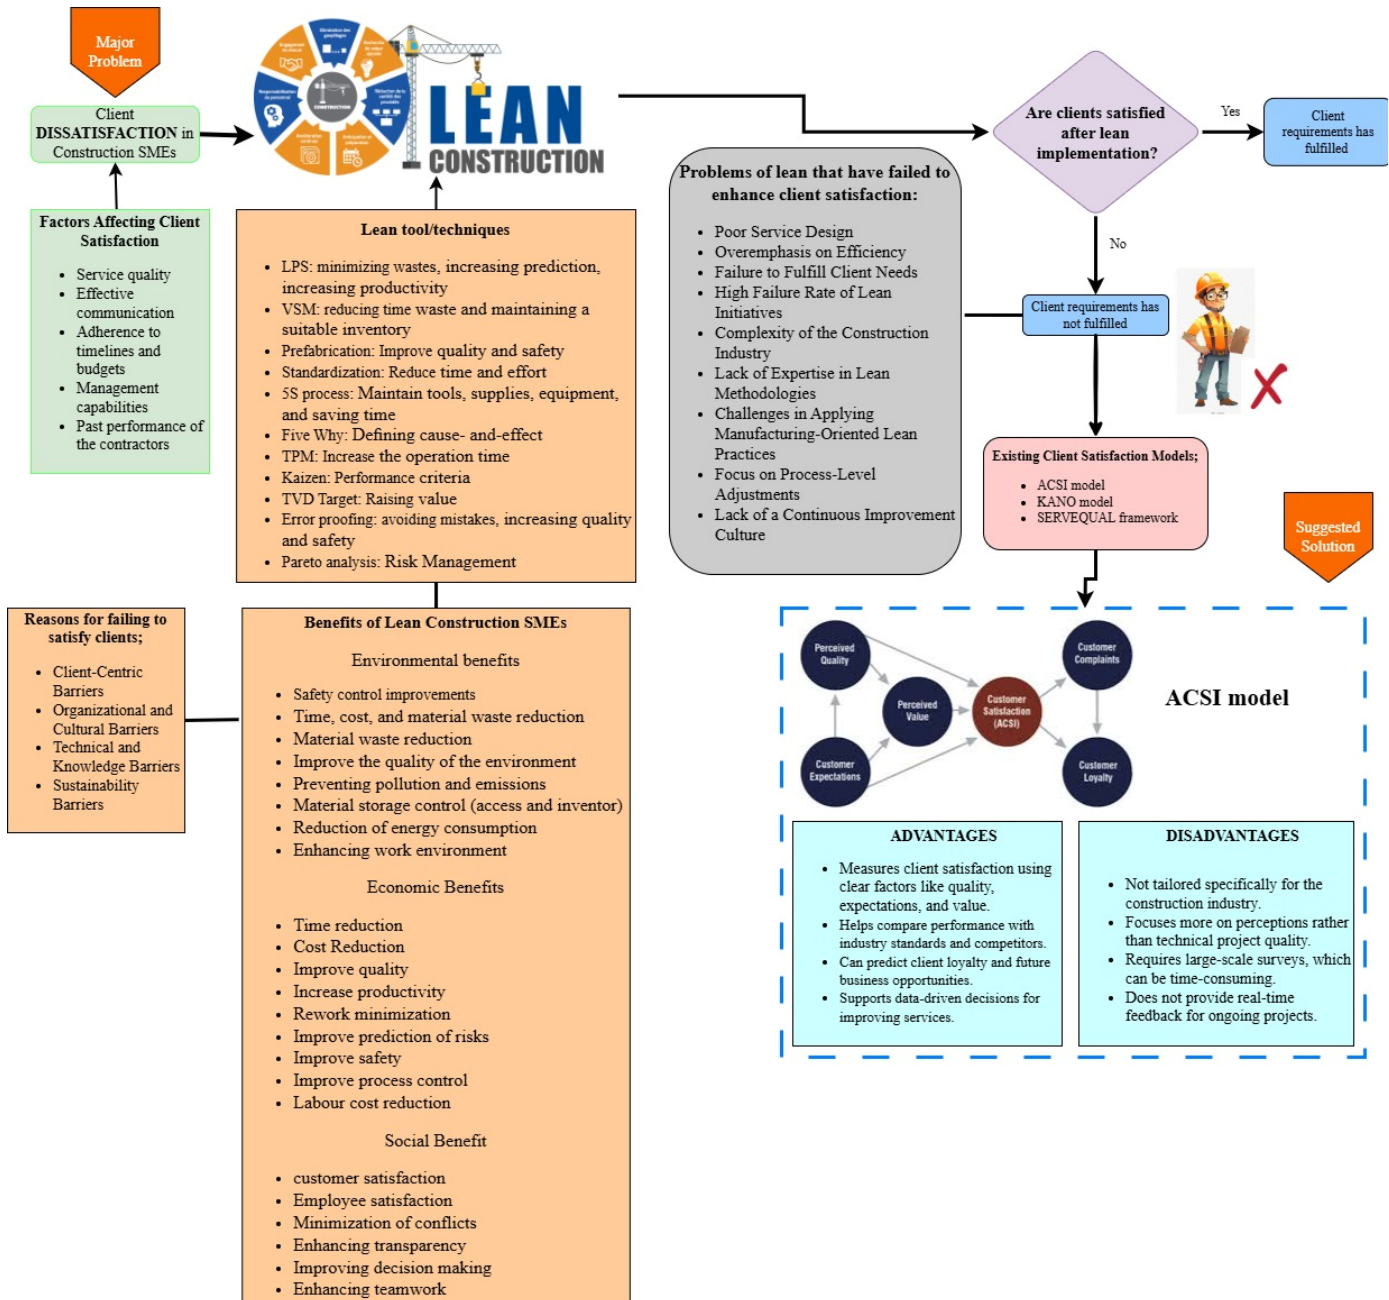 Major
Problem
Client
DISSATISFACTION in
Construction SMEs
Factors Affecting Client
Satisfaction
• Service quality
• Effective
communication
• Adherence to
timelines and
budgets
• Management
capabilities
• Past performance of
the contractors
CONSTRUCTION
LEAN
CONSTRUCTION
Lean tool/techniques
• LPS: minimizing wastes, increasing prediction,
increasing productivity
• VSM: reducing time waste and maintaining a
suitable inventory
• Prefabrication: Improve quality and safety
• Standardization: Reduce time and effort
• 5S process: Maintain tools, supplies, equipment,
and saving time
• Five Why: Defining cause- and-effect
• TPM: Increase the operation time
• Kaizen: Performance criteria
• TVD Target: Raising value
• Error proofing: avoiding mistakes, increasing quality
and safety
• Pareto analysis: Risk Management
Reasons for failing to
satisfy clients;
• Client-Centric
Barriers
• Organizational and
Cultural Barriers
• Technical and
Knowledge Barriers
• Sustainability
Barriers
Benefits of Lean Construction SMEs
Environmental benefits
• Safety control improvements
• Time, cost, and material waste reduction
• Material waste reduction
• Improve the quality of the environment
• Preventing pollution and emissions
• Material storage control (access and inventor)
• Reduction of energy consumption
• Enhancing work environment
Economic Benefits
• Time reduction
• Cost Reduction
• Improve quality
• Increase productivity
• Rework minimization
• Improve prediction of risks
• Improve safety
• Improve process control
• Labour cost reduction
Social Benefit
• customer satisfaction
• Employee satisfaction
• Minimization of conflicts
• Enhancing transparency
• Improving decision making
• Enhancing teamwork
Problems of lean that have failed to
enhance client satisfaction:
• Poor Service Design
• Overemphasis on Efficiency
• Failure to Fulfill Client Needs
• High Failure Rate of Lean
Initiatives
• Complexity of the Construction
Industry
• Lack of Expertise in Lean
Methodologies
• Challenges in Applying
Manufacturing-Oriented Lean
Practices
• Focus on Process-Level
Adjustments
• Lack of a Continuous Improvement
Culture
Are clients satisfied
after lean
implementation?
Yes
Client
requirements has
fulfilled
No
Client requirements has
not fulfilled
Existing Client Satisfaction Models;
• ACSI model
• KANO model
• SERVEQUAL framework
Suggested
Solution
Perceived
Quality
Perceived
Value
Customer
Expectations
Customer
Satisfaction
(ACSI)
Customer
Complaints
Customer
Loyalty
ACSI model
ADVANTAGES
• Measures client satisfaction using
clear factors like quality,
expectations, and value.
• Helps compare performance with
industry standards and competitors.
• Can predict client loyalty and future
business opportunities.
• Supports data-driven decisions for
improving services.
DISADVANTAGES
• Not tailored specifically for the
construction industry.
• Focuses more on perceptions rather
than technical project quality.
• Requires large-scale surveys, which
can be time-consuming.
• Does not provide real-time
feedback for ongoing projects.